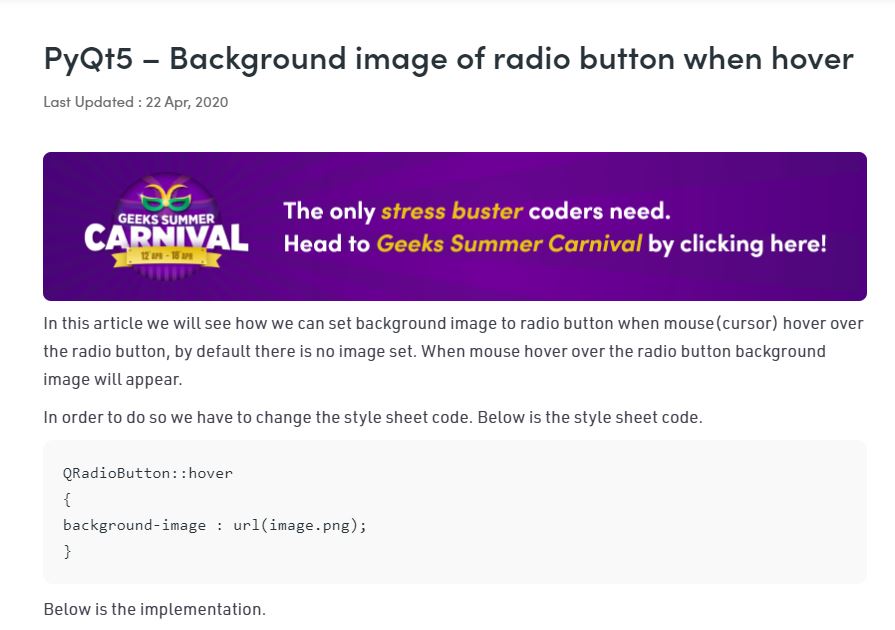 PyQt5 – Background image of radio button when hover
Last Updated : 22 Apr, 2020
GEEKS SUMMER
CARNIVAL
12 APR - 18 APR
The only stress buster coders need.
Head to Geeks Summer Carnival by clicking here!
In this article we will see how we can set background image to radio button when mouse(cursor) hover over
the radio button, by default there is no image set. When mouse hover over the radio button background
image will appear.
In order to do so we have to change the style sheet code. Below is the style sheet code.
QRadioButton::hover
{
background-image : url(image.png);
}
Below is the implementation.